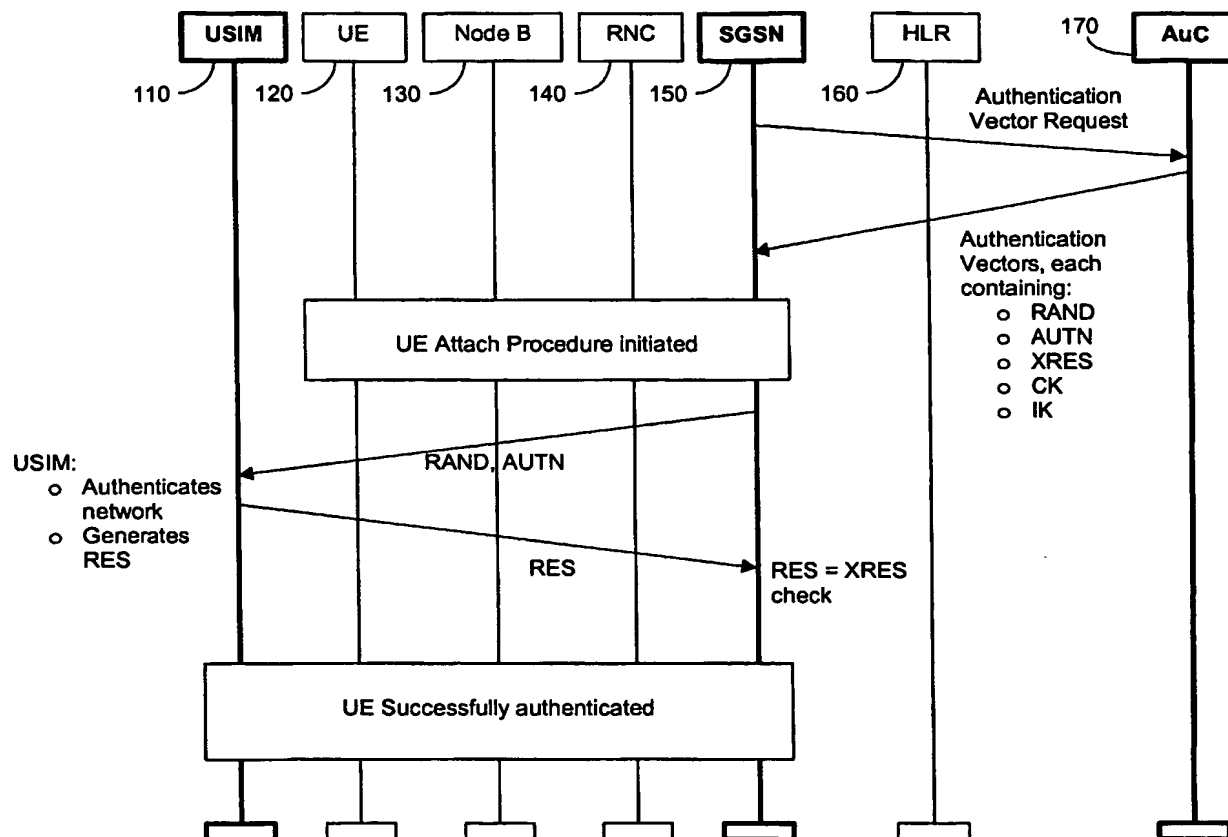 USIM
UE
Node B
RNC
SGSN
HLR
AuC
110
120
130
140
150
160
170
Authentication
Vector Request
Authentication
Vectors, each
containing:
o RAND
o AUTN
o XRES
o CK
o IK
UE Attach Procedure initiated
RAND, AUTN
USIM:
o Authenticates
network
o Generates
RES
RES
RES = XRES
check
UE Successfully authenticated